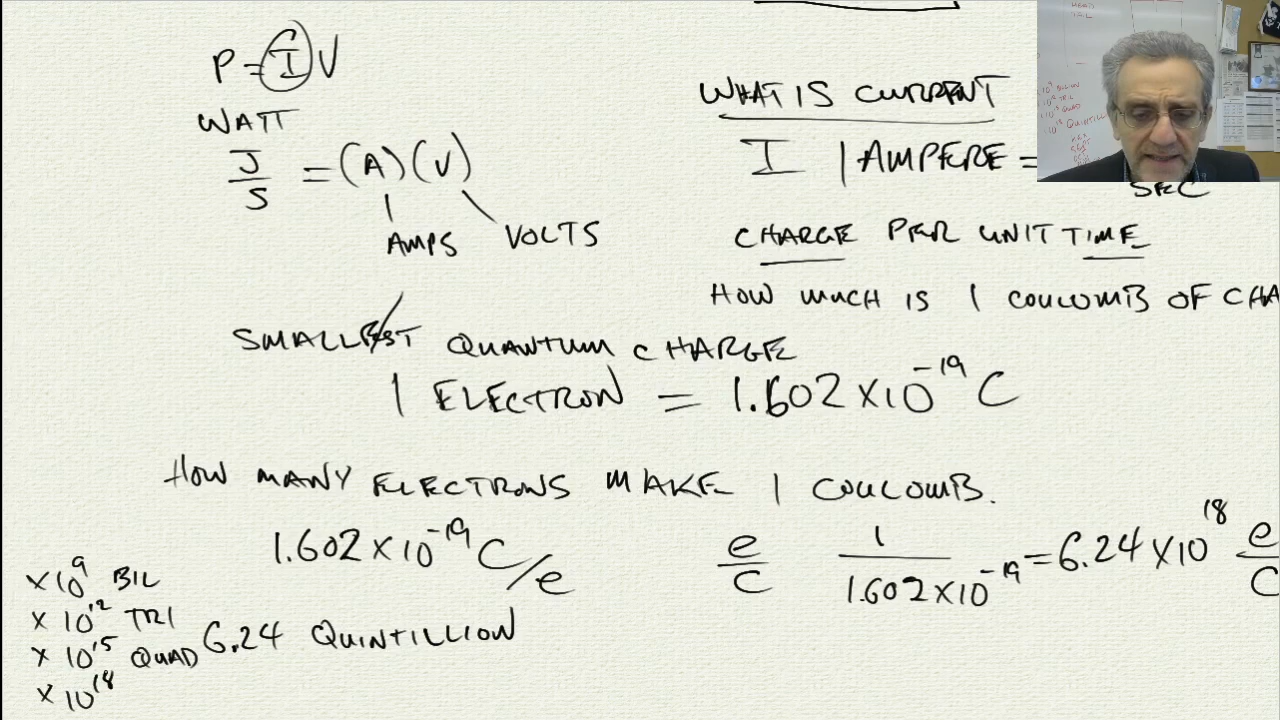 P = IV
WATT
J/S = (A)(V)
AMPS VOLTS
WHAT IS CURRENT
I 1 AMPERE =
SEC
CHARGE PER UNIT TIME
HOW MUCH IS 1 COULOMB OF CHA
SMALLEST QUANTUM CHARGE
1 ELECTRON = 1.602 x 10^-19 C
HOW MANY ELECTRONS MAKE 1 COULOMB.
1.602 x 10^-19 C/e
e/C 1/1.602 x 10^-19 = 6.24 x 10^18 e/C
x 10^9 BIL
x 10^12 TRI
x 10^15 QUAD
x 10^18
6.24 QUINTILLION